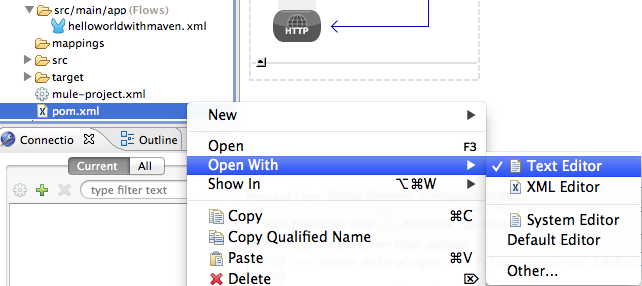 src/main/app (Flows)
helloworldwithmaven.xml
mappings
src
target
mule-project.xml
pom.xml
HTTP
Connectio
Outline
Current All
type filter text
New
Open F3
Open With
Show In ⌥⌘W
Copy ⌘C
Copy Qualified Name
Paste ⌘V
Delete ⌦
✓ Text Editor
XML Editor
System Editor
Default Editor
Other...